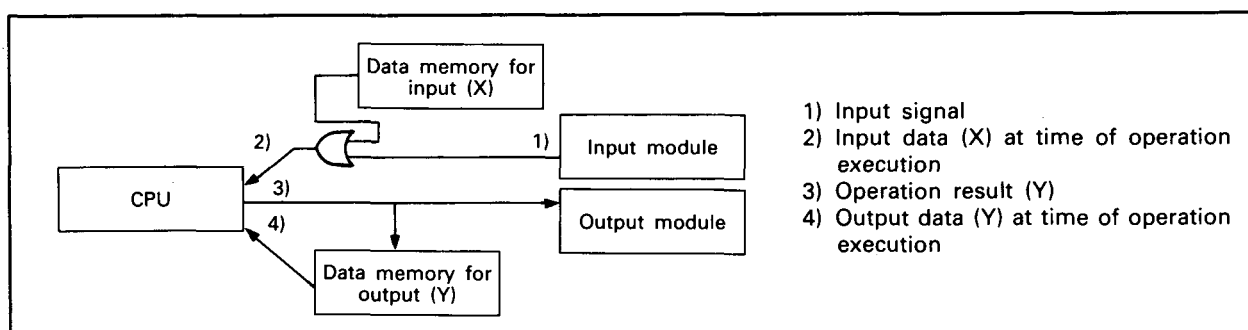 Data memory for
input (X)
2)
1)
Input module
CPU
3)
Output module
4)
Data memory for
output (Y)
1) Input signal
2) Input data (X) at time of operation
execution
3) Operation result (Y)
4) Output data (Y) at time of operation
execution